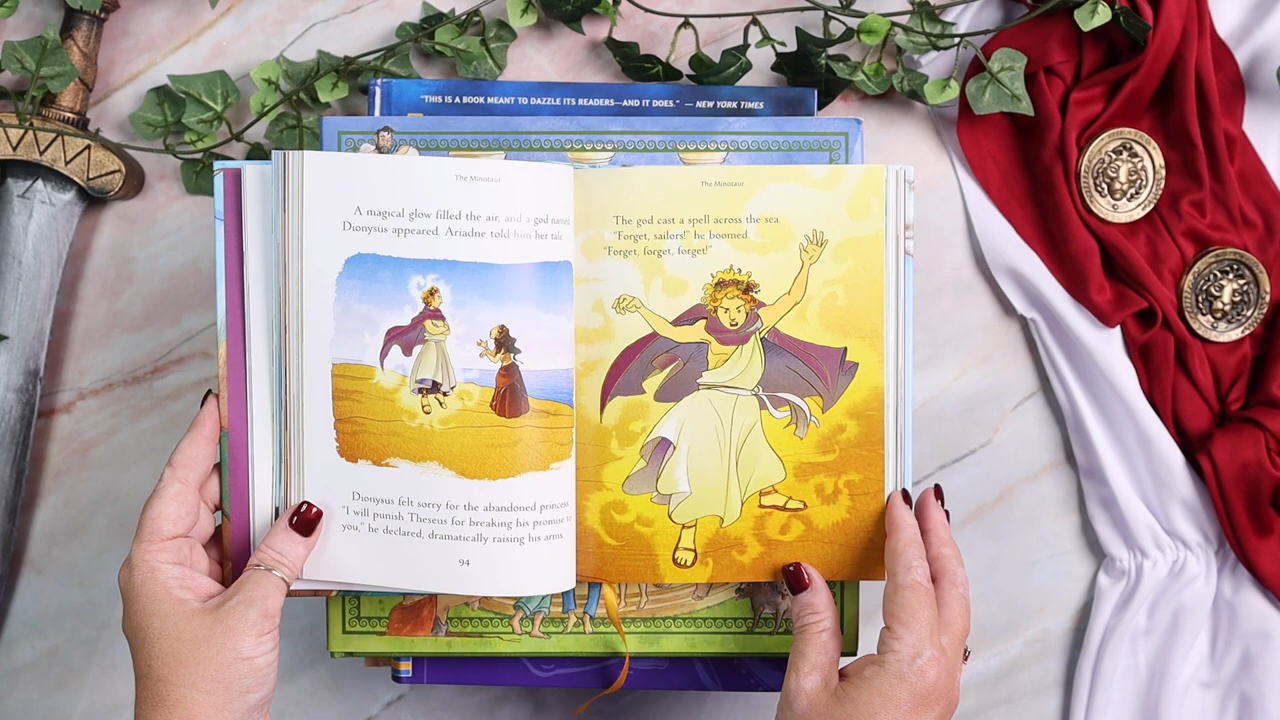 "THIS IS A BOOK MEANT TO DAZZLE ITS READERS—AND IT DOES." — NEW YORK TIMES
The Minotaur
A magical glow filled the air, and a god named
Dionysus appeared. Ariadne told him her tale
Dionysus felt sorry for the abandoned princess
"I will punish Theseus for breaking his promise to
you," he declared, dramatically raising his arms
94
The Minotaur
The god cast a spell across the sea.
"Forget, sailors!" he boomed.
"Forget, forget, forget!"